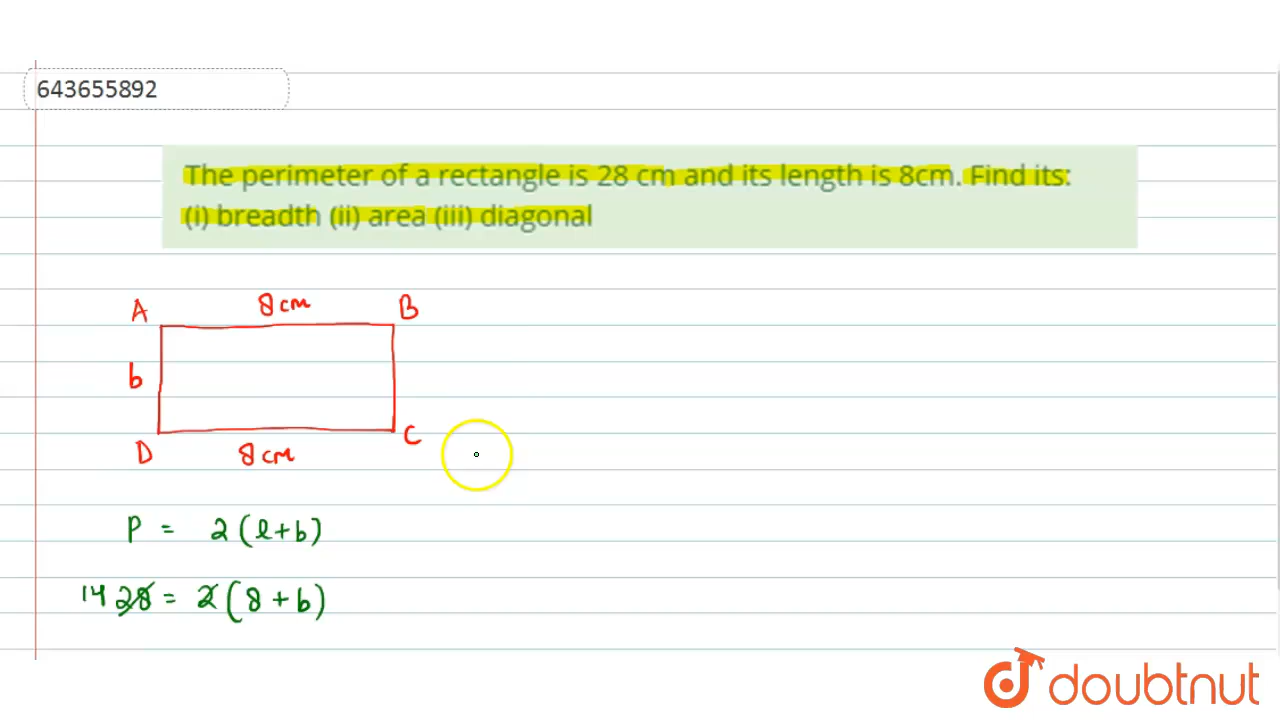 643655892
The perimeter of a rectangle is 28 cm and its length is 8cm. Find its:
(i) breadth (ii) area (iii) diagonal
A 8 cm B
b
D 8 cm C
P = 2(l+b)
14 28 = 2(8+b)
doubtnut